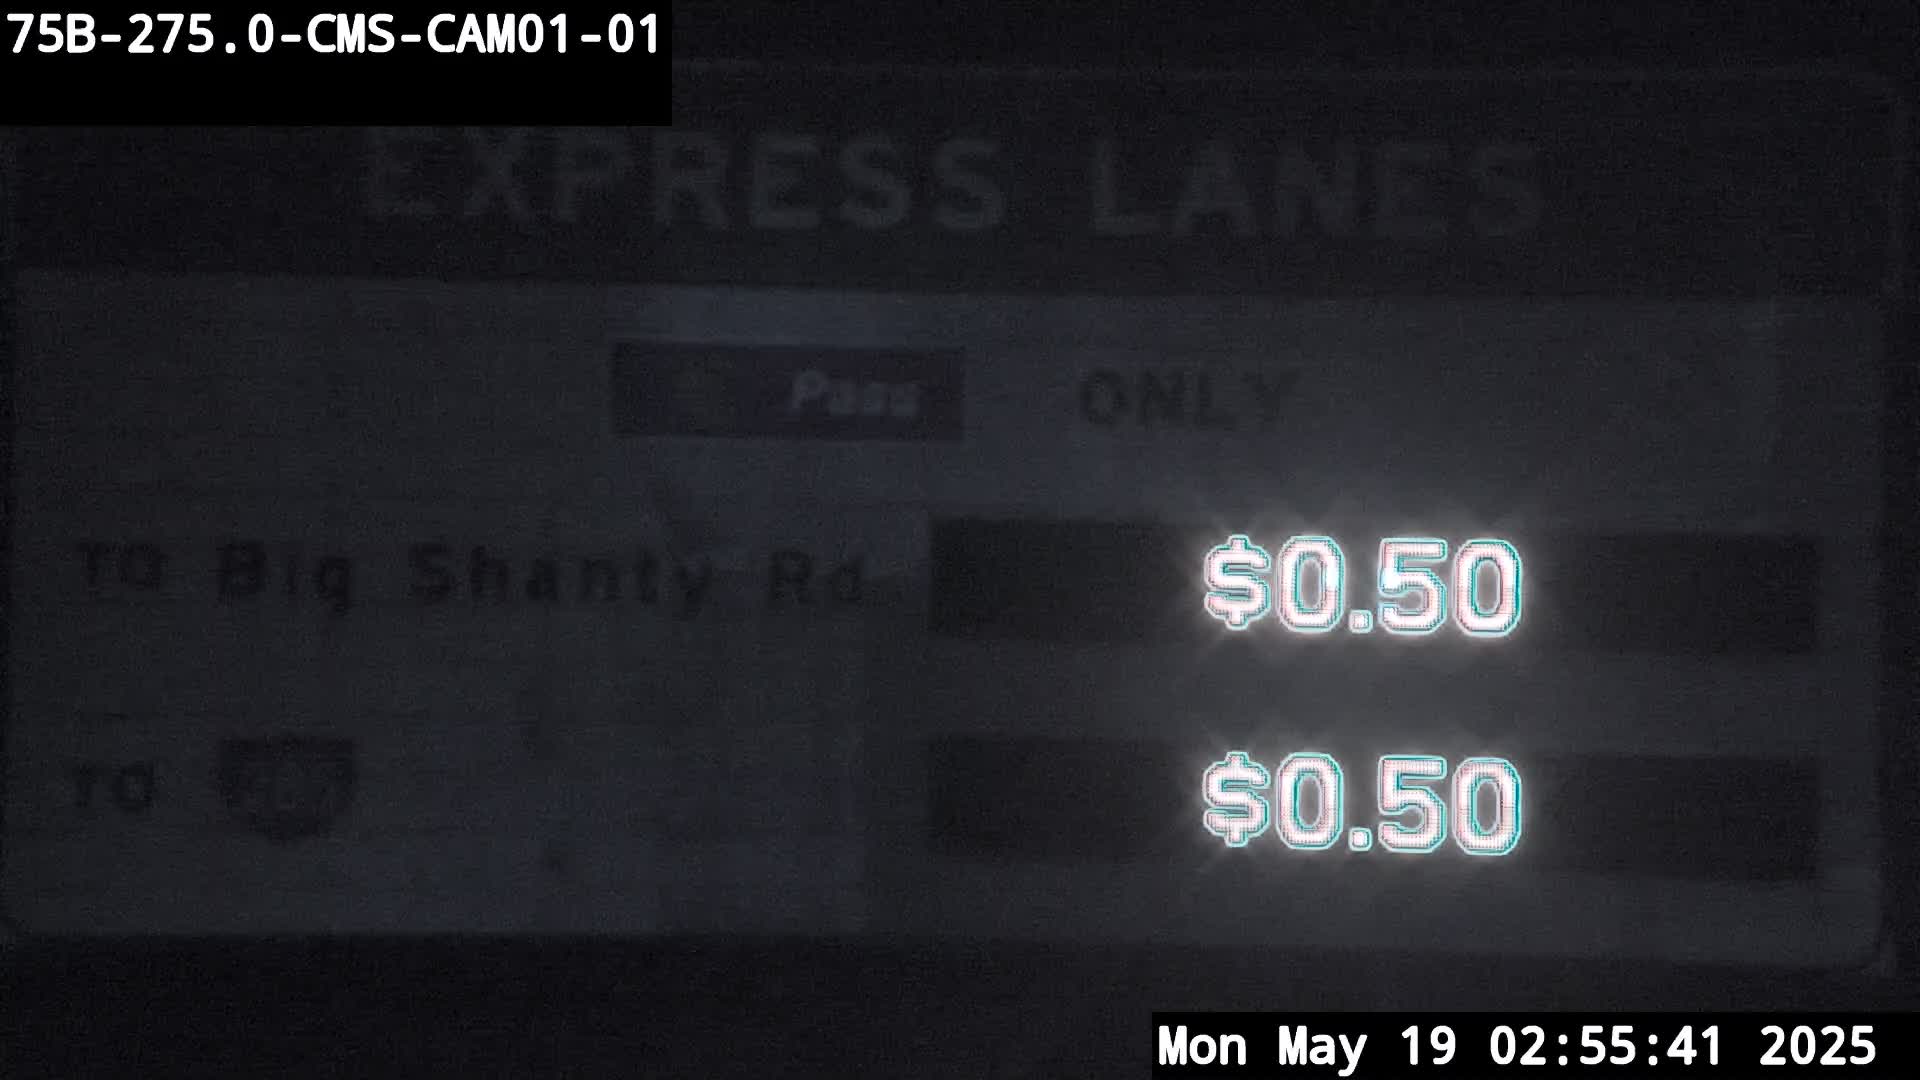 75B-275.0-CMS-CAM01-01
EXPRESS LANES
Pass ONLY
TO Big Shanty Rd $0.50
TO $0.50
Mon May 19 02:55:41 2025